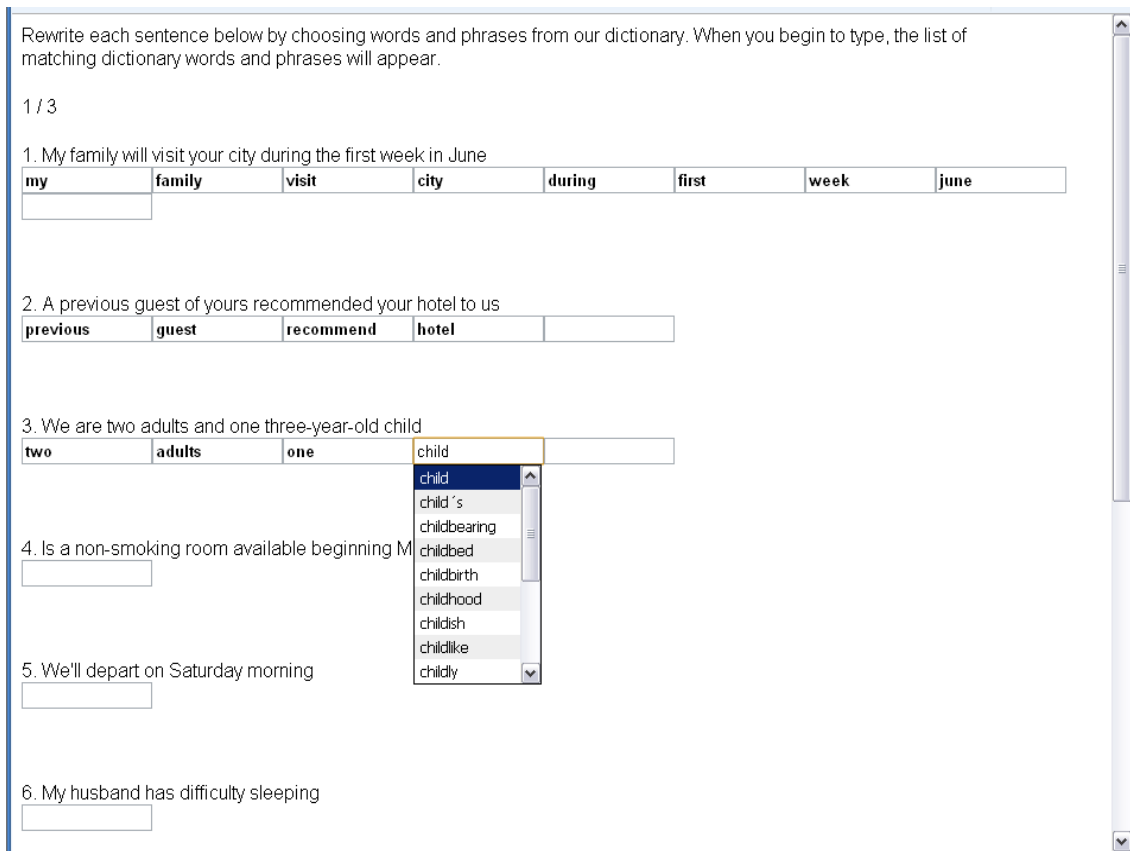 Rewrite each sentence below by choosing words and phrases from our dictionary. When you begin to type, the list of
matching dictionary words and phrases will appear.
1 / 3
1. My family will visit your city during the first week in June
my family visit city during first week june
2. A previous guest of yours recommended your hotel to us
previous guest recommend hotel
3. We are two adults and one three-year-old child
two adults one child
child
child ´s
childbearing
4. Is a non-smoking room available beginning M childbed
childbirth
childhood
childish
childlike
5. We'll depart on Saturday morning childly
6. My husband has difficulty sleeping